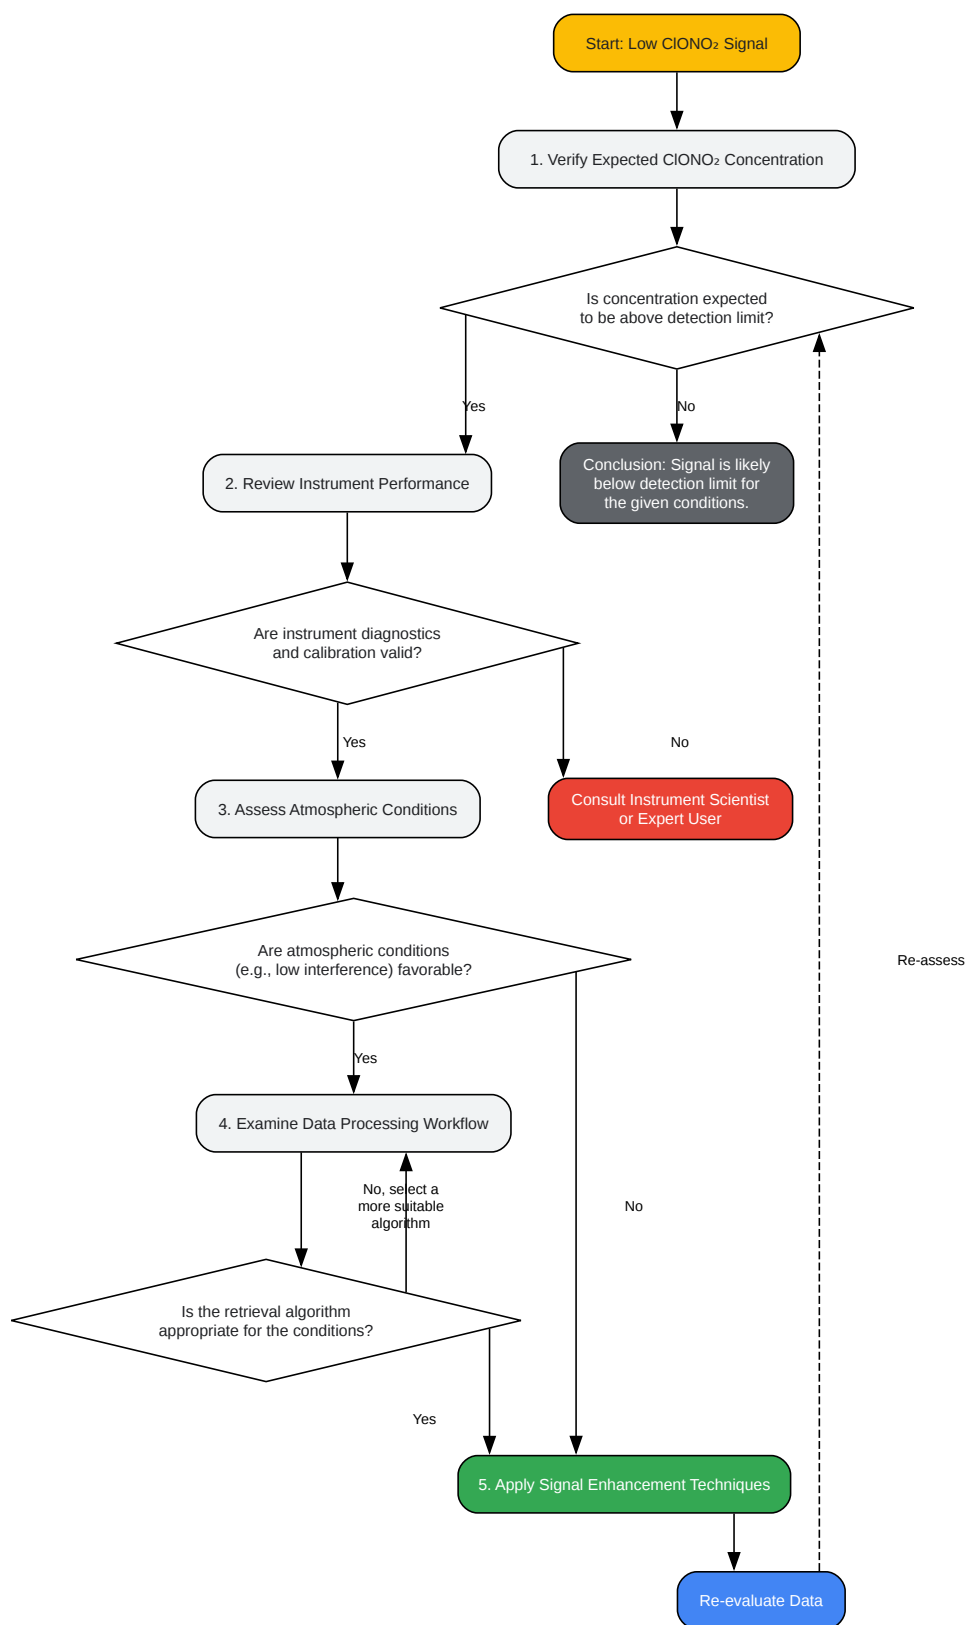 Start: Low ClONO₂ Signal
1. Verify Expected ClONO₂ Concentration
Is concentration expected
to be above detection limit?
Yes
No
2. Review Instrument Performance
Conclusion: Signal is likely
below detection limit for
the given conditions.
Are instrument diagnostics
and calibration valid?
Yes
No
3. Assess Atmospheric Conditions
Consult Instrument Scientist
or Expert User
Are atmospheric conditions
(e.g., low interference) favorable?
Re-assess
Yes
4. Examine Data Processing Workflow
No, select a
more suitable
algorithm
No
Is the retrieval algorithm
appropriate for the conditions?
Yes
5. Apply Signal Enhancement Techniques
Re-evaluate Data